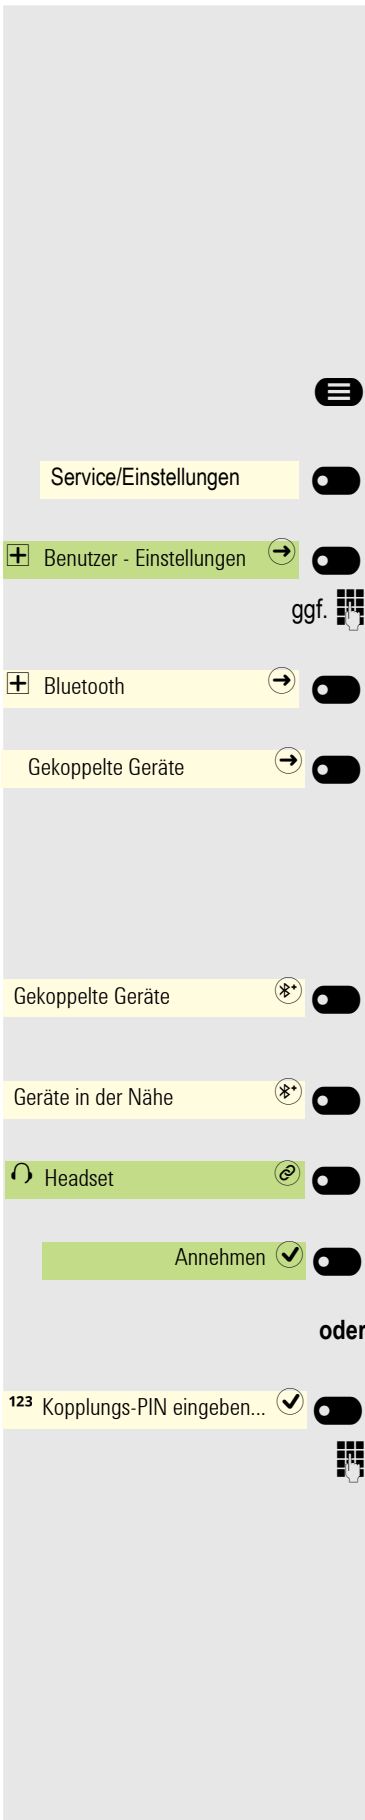 Service/Einstellungen
Benutzer - Einstellungen
ggf.
Bluetooth
Gekoppelte Geräte
Gekoppelte Geräte
Geräte in der Nähe
Headset
Annehmen
oder
123 Kopplungs-PIN eingeben...